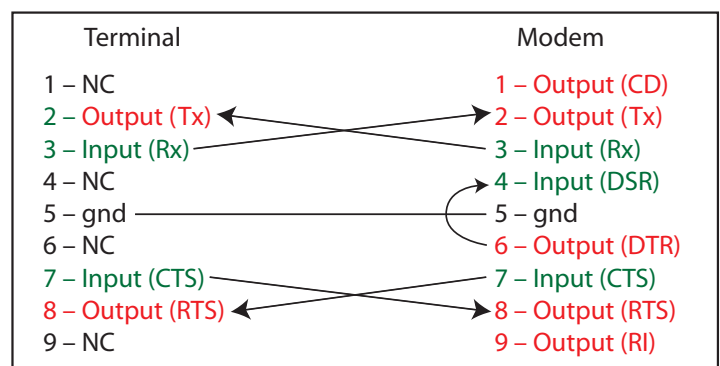 Terminal Modem
1 – NC 1 – Output (CD)
2 – Output (Tx) 2 – Output (Tx)
3 – Input (Rx) 3 – Input (Rx)
4 – NC 4 – Input (DSR)
5 – gnd 5 – gnd
6 – NC 6 – Output (DTR)
7 – Input (CTS) 7 – Input (CTS)
8 – Output (RTS) 8 – Output (RTS)
9 – NC 9 – Output (RI)